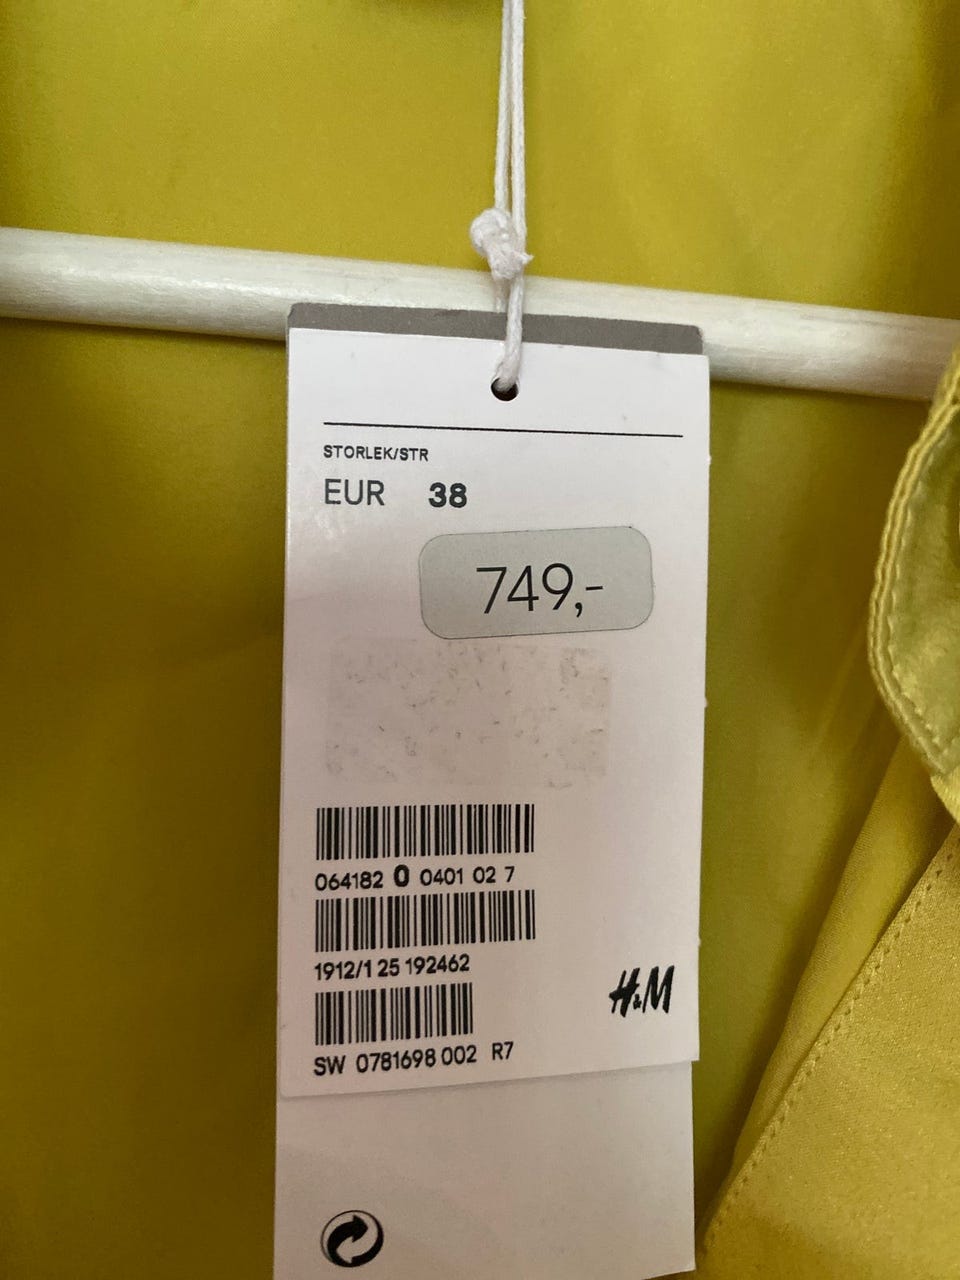 STORLEK/STR
EUR 38
749,-
064182 0 0401 02 7
1912/1 25 192462
H&M
SW 0781698 002 R7